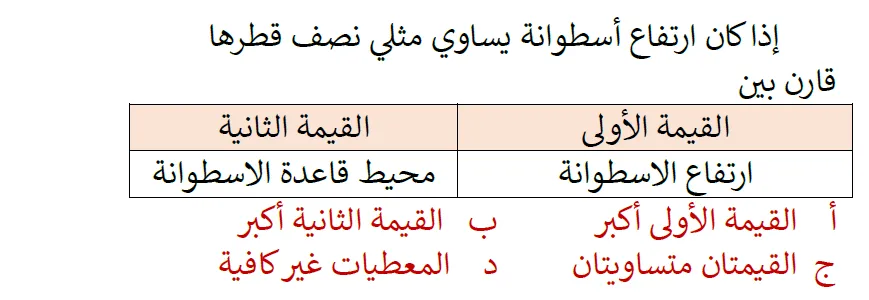 إذا كان ارتفاع أسطوانة يساوي مثلي نصف قطرها
قارن بين
القيمة الأولى القيمة الثانية
ارتفاع الاسطوانة محيط قاعدة الاسطوانة
أ القيمة الأولى أكبر ب القيمة الثانية أكبر
ج القيمتان متساويتان د المعطيات غير كافية